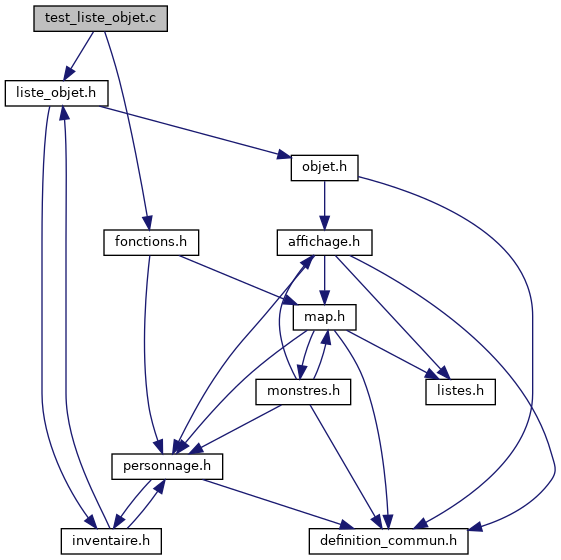 test_liste_objet.c
liste_objet.h
objet.h
fonctions.h
affichage.h
map.h
monstres.h
listes.h
personnage.h
inventaire.h
definition_commun.h